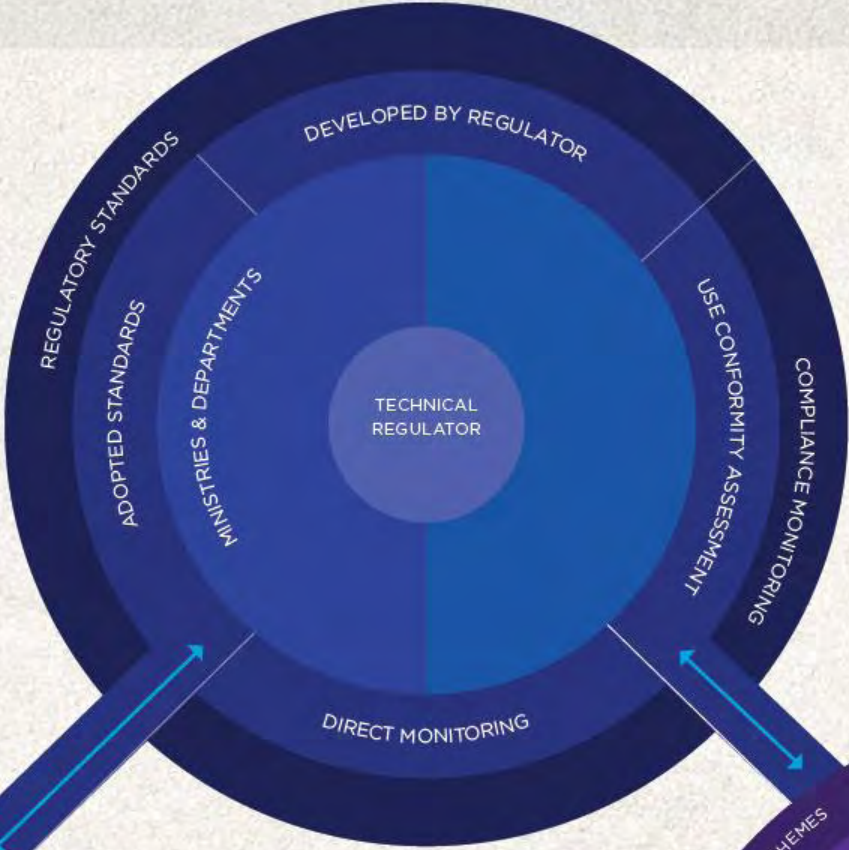 DEVELOPED BY REGULATOR
REGULATORY STANDARDS
ADOPTED STANDARDS
MINISTRIES & DEPARTMENTS
TECHNICAL
REGULATOR
USE CONFORMITY ASSESSMENT
COMPLIANCE MONITORING
DIRECT MONITORING